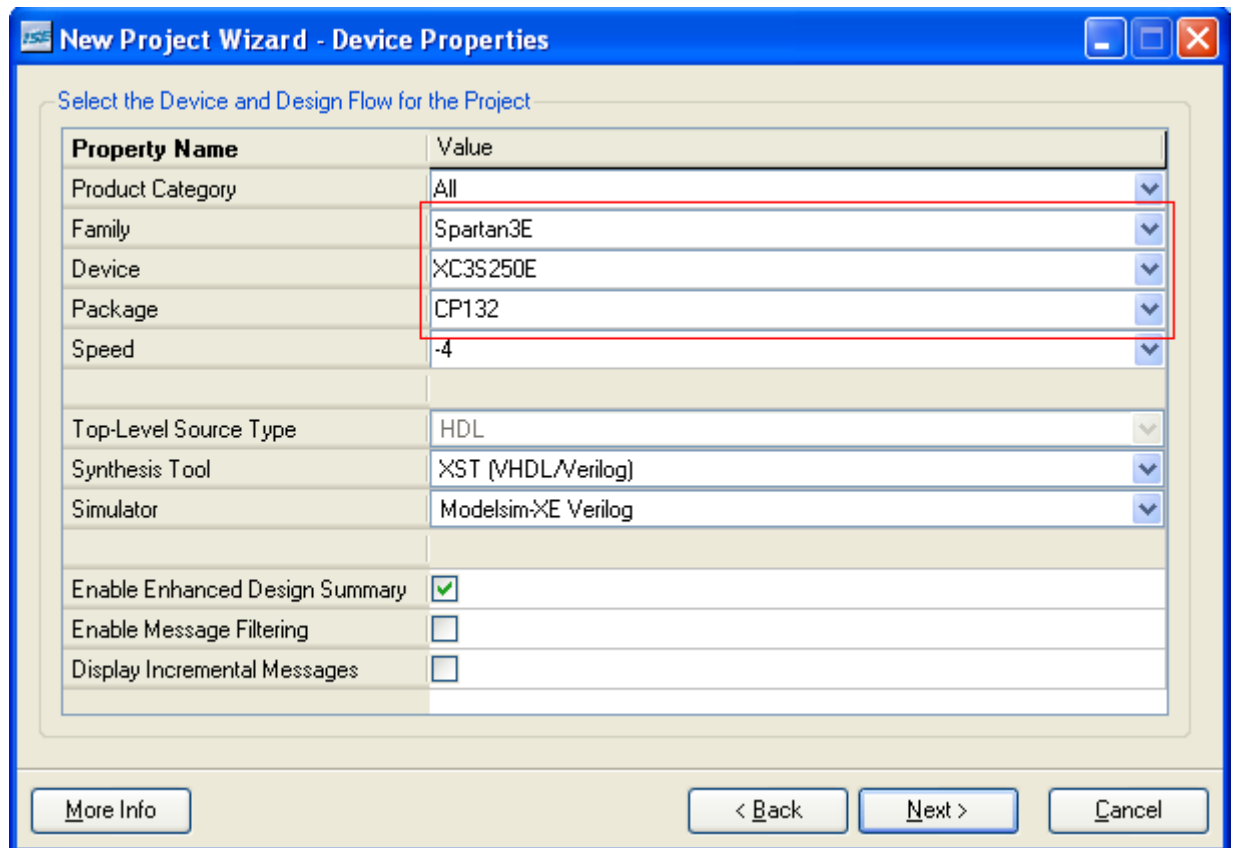 ISE New Project Wizard - Device Properties
Select the Device and Design Flow for the Project
Property Name Value
Product Category All
Family Spartan3E
Device XC3S250E
Package CP132
Speed -4
Top-Level Source Type HDL
Synthesis Tool XST (VHDL/Verilog)
Simulator Modelsim-XE Verilog
Enable Enhanced Design Summary
Enable Message Filtering
Display Incremental Messages
More Info < Back Next > Cancel